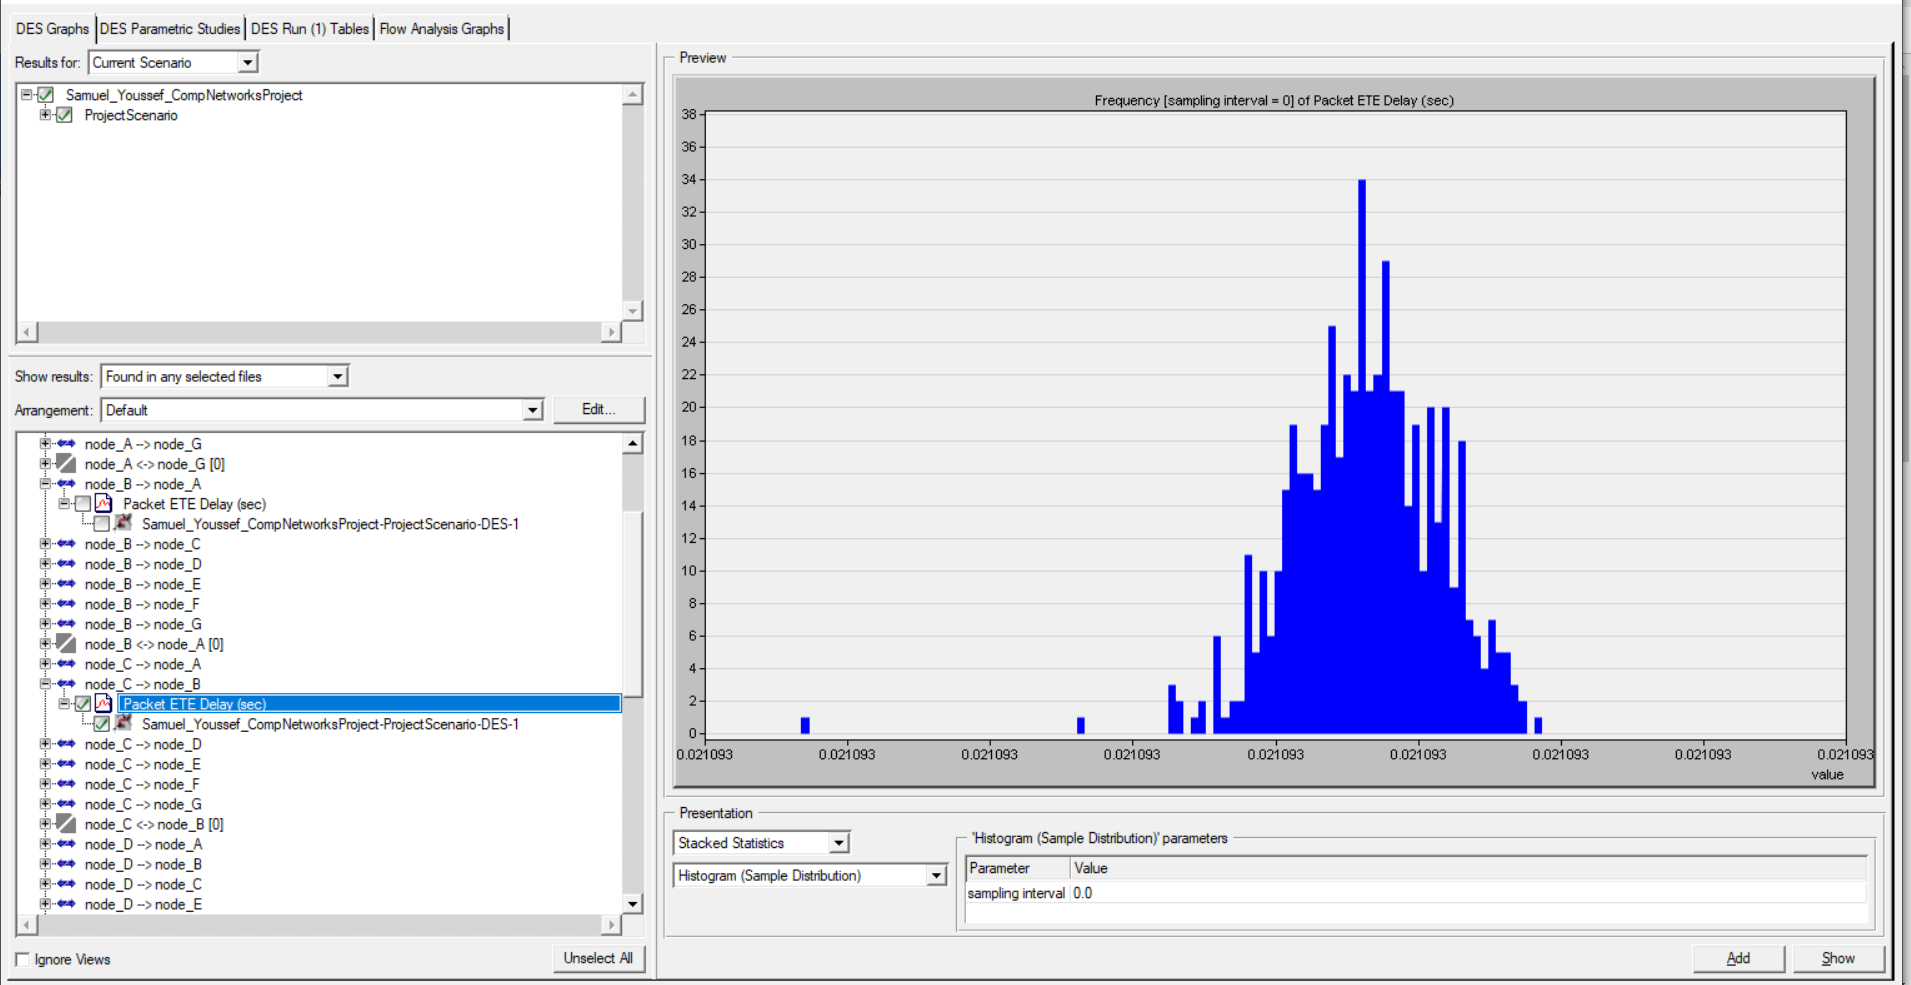 DES Graphs DES Parametric Studies DES Run (1) Tables Flow Analysis Graphs
Results for: Current Scenario
Samuel_Youssef_CompNetworksProject
ProjectScenario
Show results: Found in any selected files
Arrangement: Default Edit...
node_A --> node_G
node_A <-> node_G [0]
node_B --> node_A
Packet ETE Delay (sec)
Samuel_Youssef_CompNetworksProject-ProjectScenario-DES-1
node_B --> node_C
node_B --> node_D
node_B --> node_E
node_B --> node_F
node_B --> node_G
node_B <-> node_A [0]
node_C --> node_A
node_C --> node_B
Packet ETE Delay (sec)
Samuel_Youssef_CompNetworksProject-ProjectScenario-DES-1
node_C --> node_D
node_C --> node_E
node_C --> node_F
node_C --> node_G
node_C <-> node_B [0]
node_D --> node_A
node_D --> node_B
node_D --> node_C
node_D --> node_E
Ignore Views Unselect All
Preview
Frequency [sampling interval = 0] of Packet ETE Delay (sec)
38
36
34
32
30
28
26
24
22
20
18
16
14
12
10
8
6
4
2
0
0.021093 0.021093 0.021093 0.021093 0.021093 0.021093 0.021093 0.021093 0.021093
value
Presentation
Stacked Statistics
Histogram (Sample Distribution)
'Histogram (Sample Distribution)' parameters
Parameter Value
sampling interval 0.0
Add Show